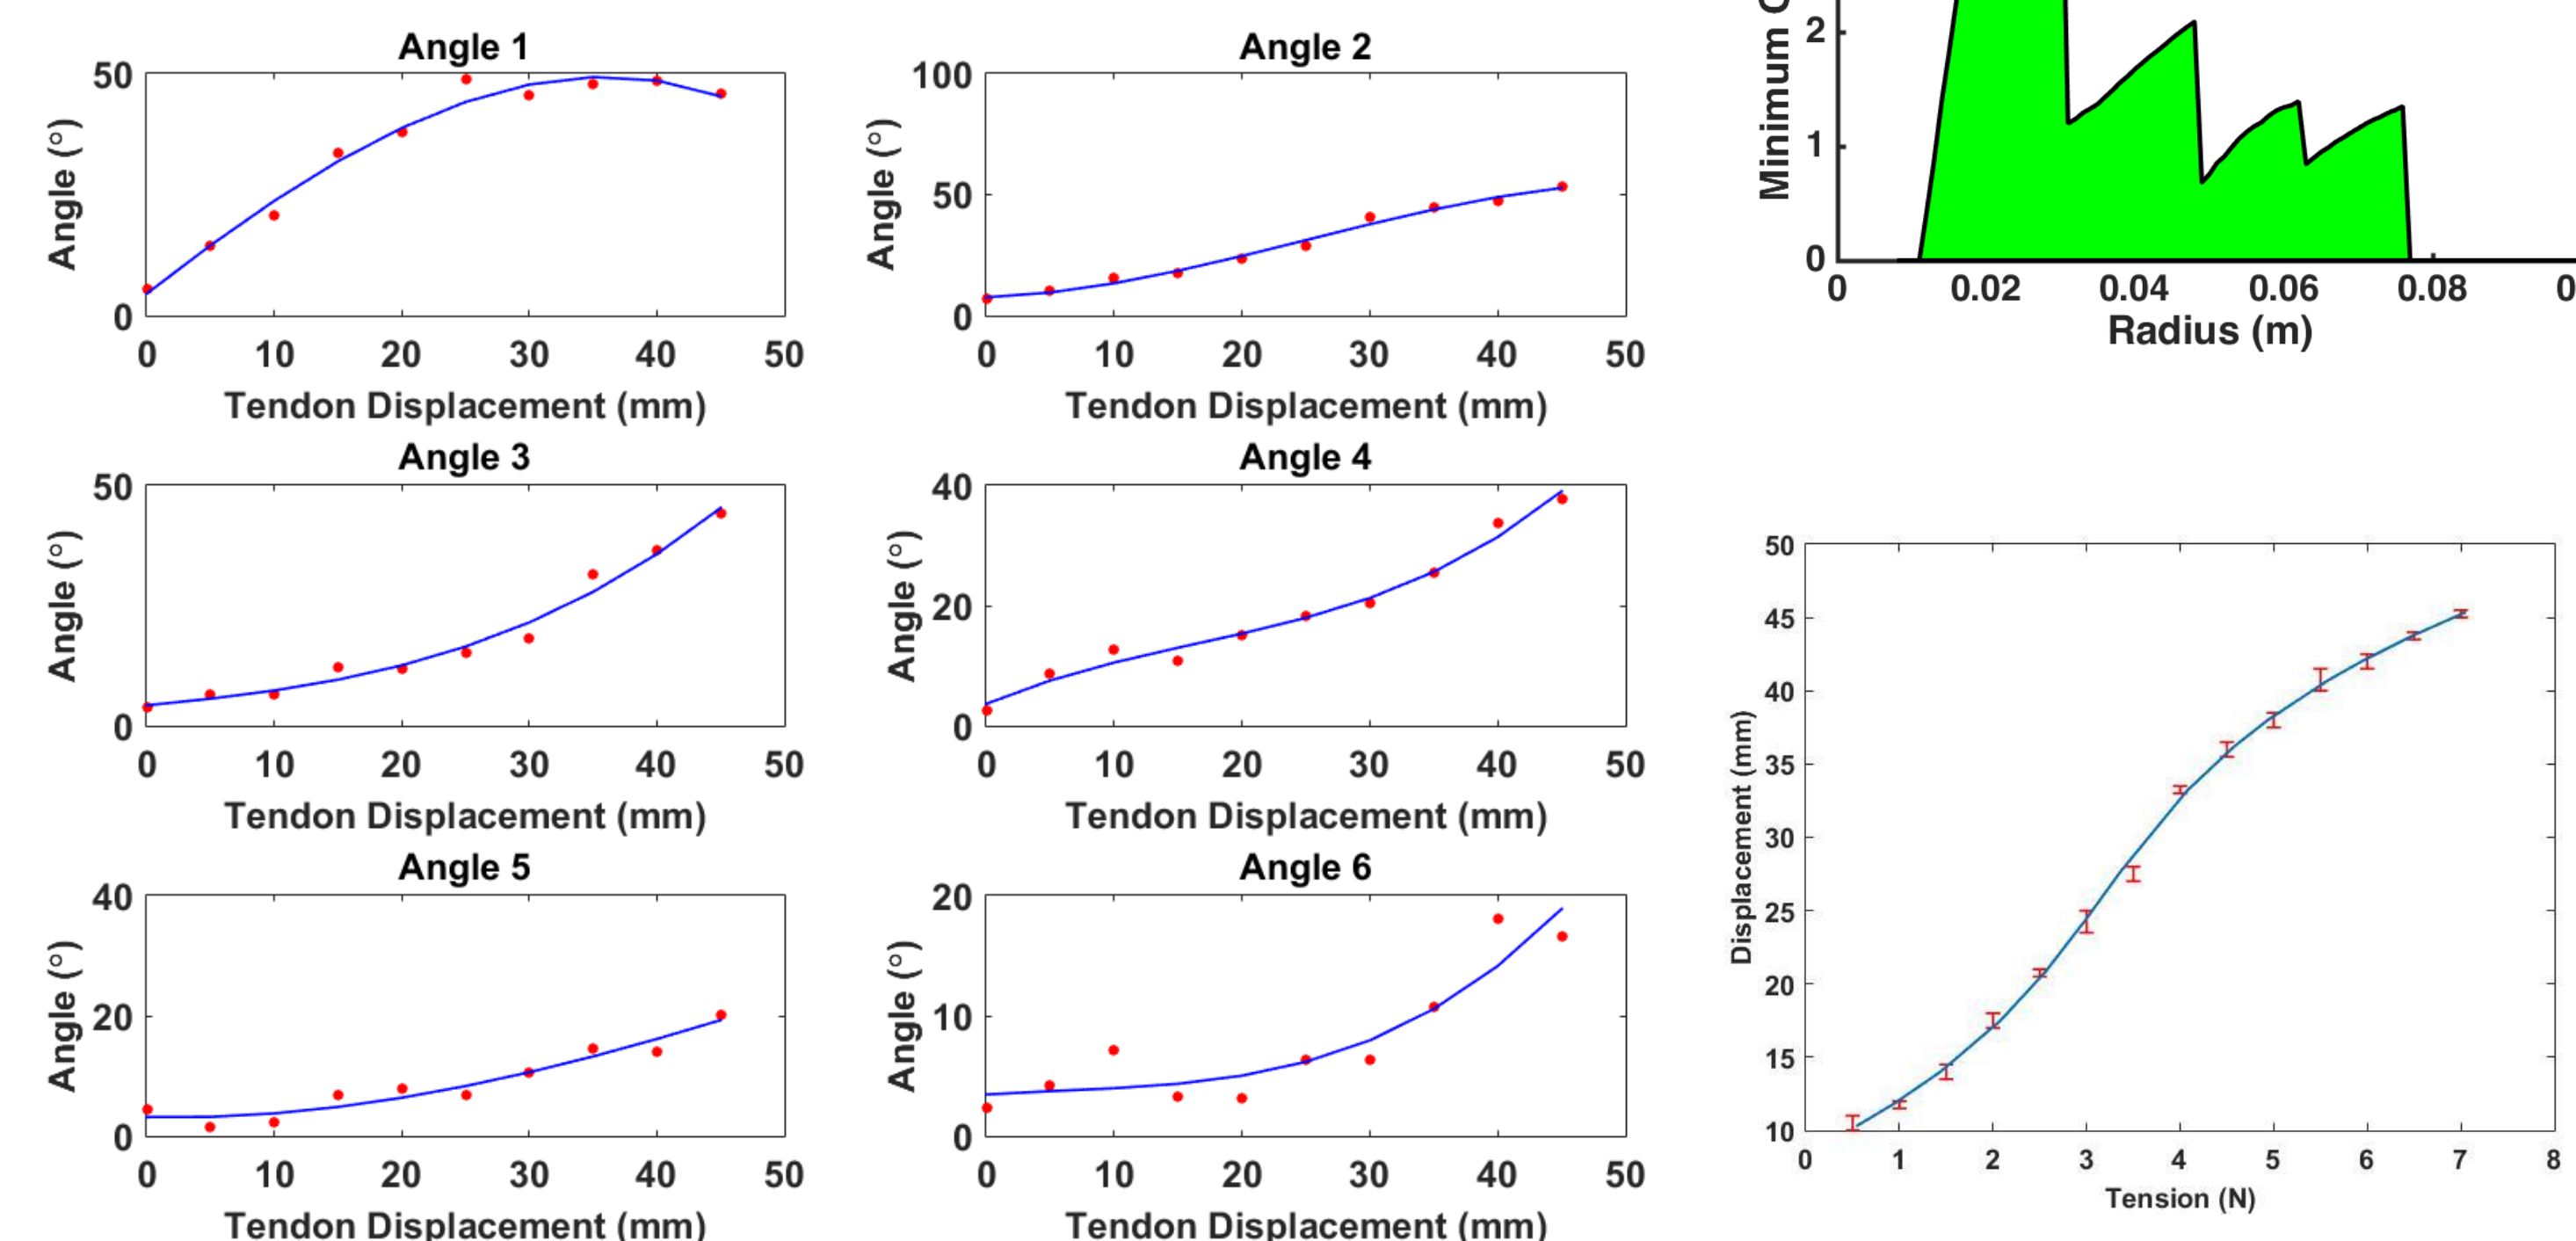 Angle 1
50
0
Angle (°)
0 10 20 30 40 50
Tendon Displacement (mm)
Angle 2
100
50
0
Angle (°)
0 10 20 30 40 50
Tendon Displacement (mm)
Angle 3
50
0
Angle (°)
0 10 20 30 40 50
Tendon Displacement (mm)
Angle 4
40
20
0
Angle (°)
0 10 20 30 40 50
Tendon Displacement (mm)
Angle 5
40
20
0
Angle (°)
0 10 20 30 40 50
Tendon Displacement (mm)
Angle 6
20
10
0
Angle (°)
0 10 20 30 40 50
Tendon Displacement (mm)
Minimum
2
1
0
0 0.02 0.04 0.06 0.08
Radius (m)
50
45
40
35
30
25
20
15
10
Displacement (mm)
0 1 2 3 4 5 6 7 8
Tension (N)